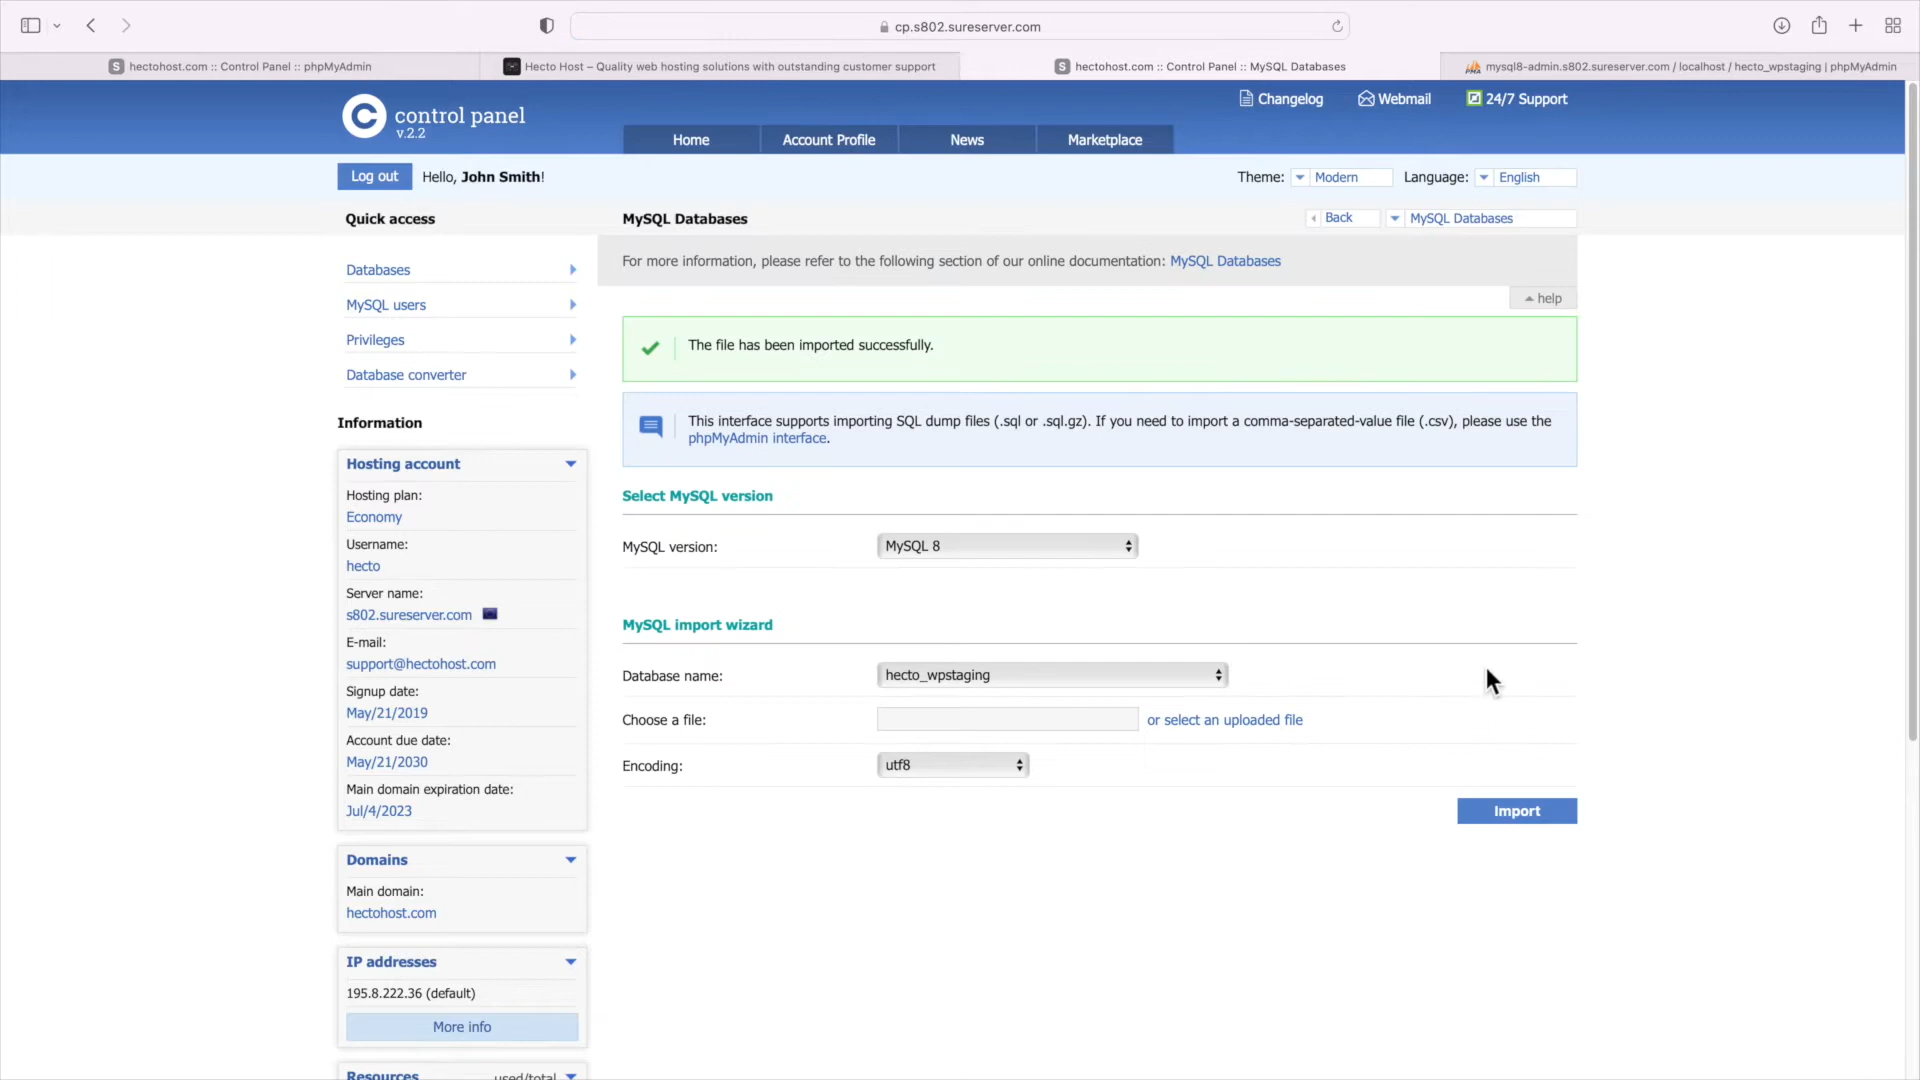 cp.s802.sureserver.com
S hectohost.com :: Control Panel :: phpMyAdmin
Hecto Host – Quality web hosting solutions with outstanding customer support
S hectohost.com :: Control Panel :: MySQL Databases
PMA mysql8-admin.s802.sureserver.com / localhost / hecto_wpstaging | phpMyAdmin
C control panel
v.2.2
Changelog
Webmail
24/7 Support
Home
Account Profile
News
Marketplace
Log out
Hello, John Smith!
Theme: Modern
Language: English
Quick access
MySQL Databases
Back
MySQL Databases
Databases
MySQL users
Privileges
Database converter
For more information, please refer to the following section of our online documentation: MySQL Databases
help
The file has been imported successfully.
This interface supports importing SQL dump files (.sql or .sql.gz). If you need to import a comma-separated-value file (.csv), please use the
phpMyAdmin interface.
Select MySQL version
MySQL version: MySQL 8
MySQL import wizard
Database name: hecto_wpstaging
Choose a file: or select an uploaded file
Encoding: utf8
Import
Information
Hosting account
Hosting plan:
Economy
Username:
hecto
Server name:
s802.sureserver.com
E-mail:
support@hectohost.com
Signup date:
May/21/2019
Account due date:
May/21/2030
Main domain expiration date:
Jul/4/2023
Domains
Main domain:
hectohost.com
IP addresses
195.8.222.36 (default)
More info
Resources used/total